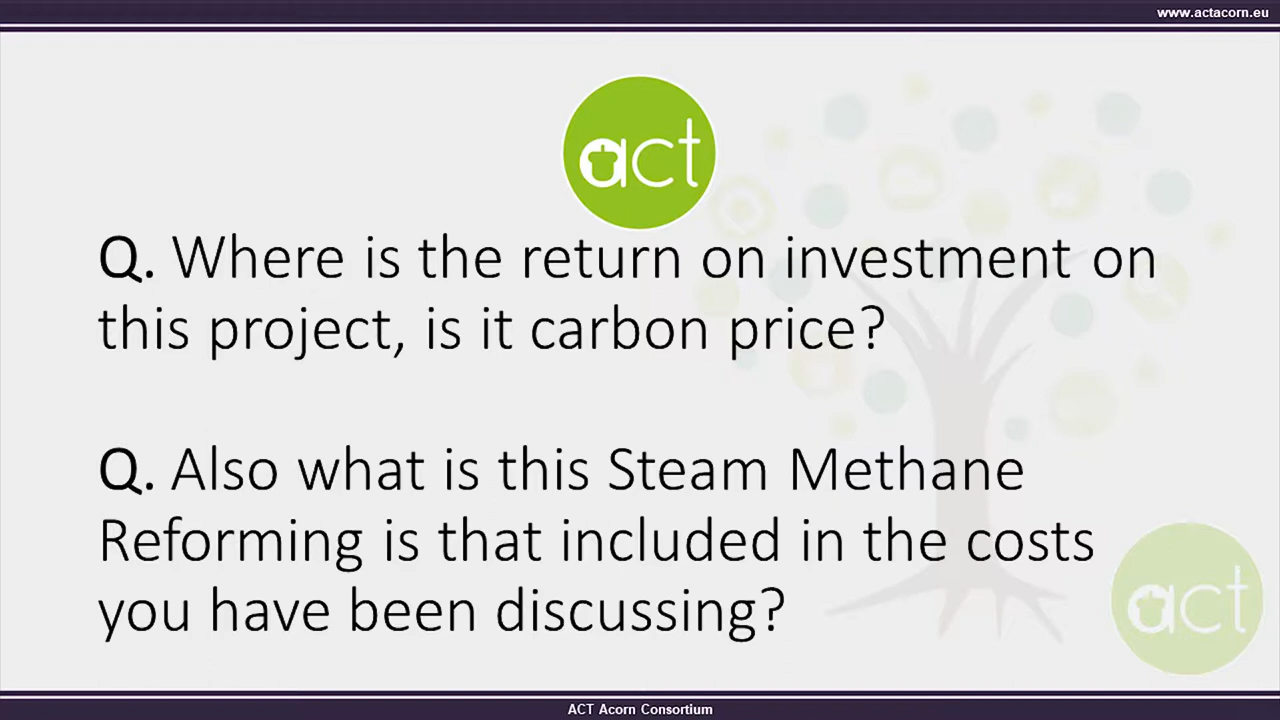 www.actacorn.eu
act
Q. Where is the return on investment on
this project, is it carbon price?
Q. Also what is this Steam Methane
Reforming is that included in the costs
you have been discussing?
act
ACT Acorn Consortium